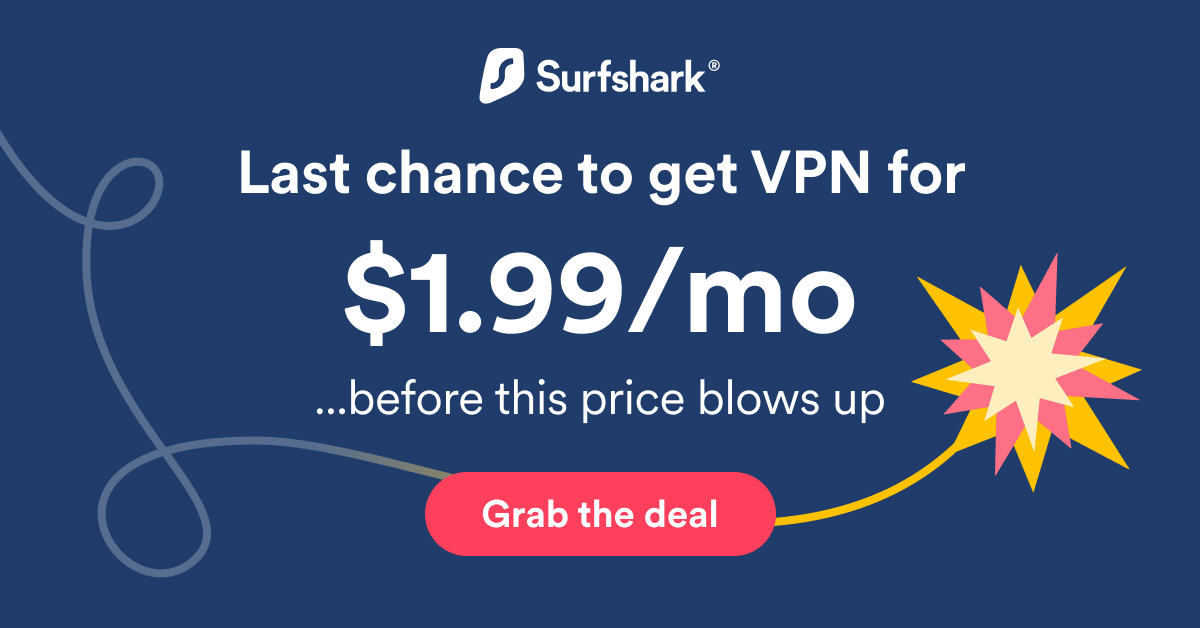 Surfshark®
Last chance to get VPN for
$1.99/mo
...before this price blows up
Grab the deal